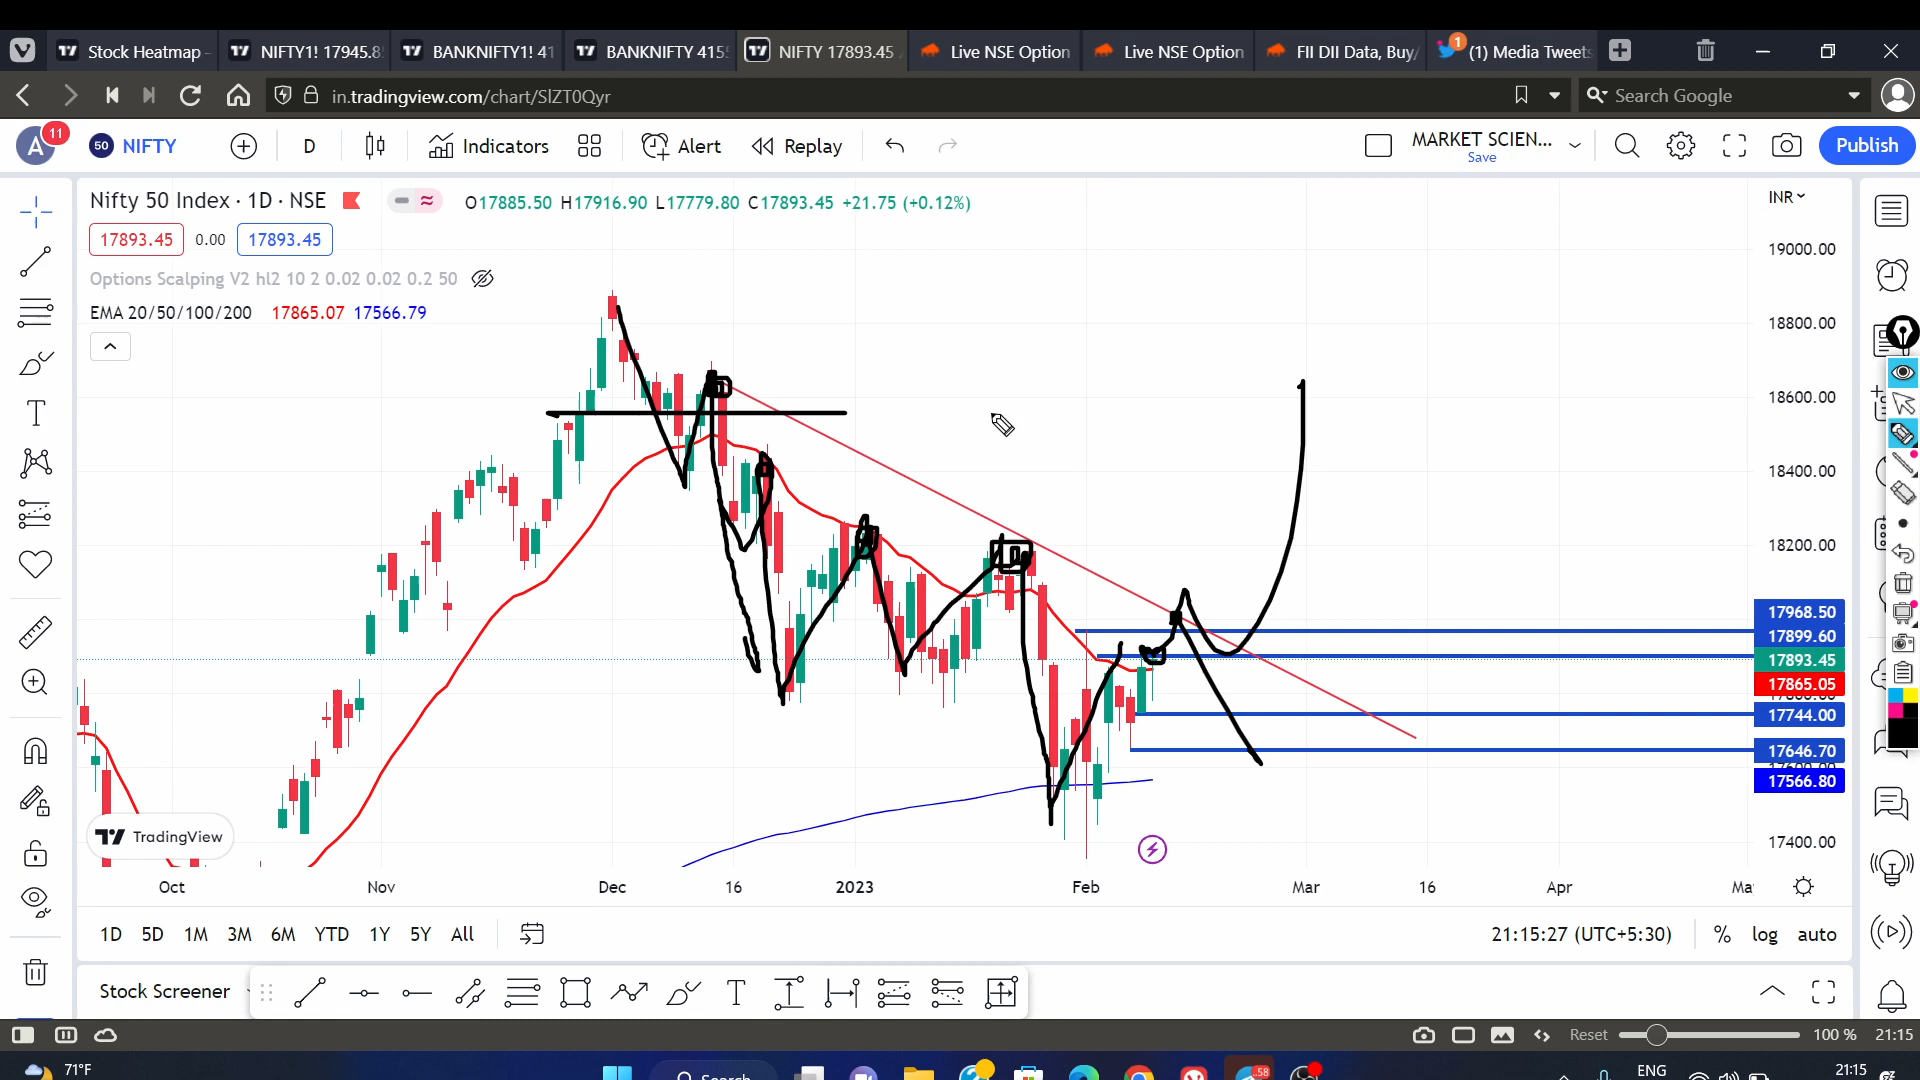 Stock Heatmap
NIFTY1! 17945.8
BANKNIFTY1! 41
BANKNIFTY 415
NIFTY 17893.45
Live NSE Option
Live NSE Option
FII DII Data, Buy/
1
(1) Media Tweets
in.tradingview.com/chart/SlZT0Qyr
Search Google
A
11
50
NIFTY
D
Indicators
Alert
Replay
MARKET SCIEN...
Save
Publish
Nifty 50 Index · 1D · NSE
O17885.50 H17916.90 L17779.80 C17893.45 +21.75 (+0.12%)
INR
17893.45 0.00 17893.45
Options Scalping V2 hl2 10 2 0.02 0.02 0.2 50
EMA 20/50/100/200 17865.07 17566.79
19000.00
18800.00
18600.00
18400.00
18200.00
17968.50
17899.60
17893.45
17865.05
17744.00
17646.70
17566.80
17400.00
TradingView
Oct
Nov
Dec
16
2023
Feb
Mar
16
Apr
1D 5D 1M 3M 6M YTD 1Y 5Y All
21:15:27 (UTC+5:30)
% log auto
Stock Screener
T
Reset
100 %
21:15
71°F
Search
58
ENG
21:15